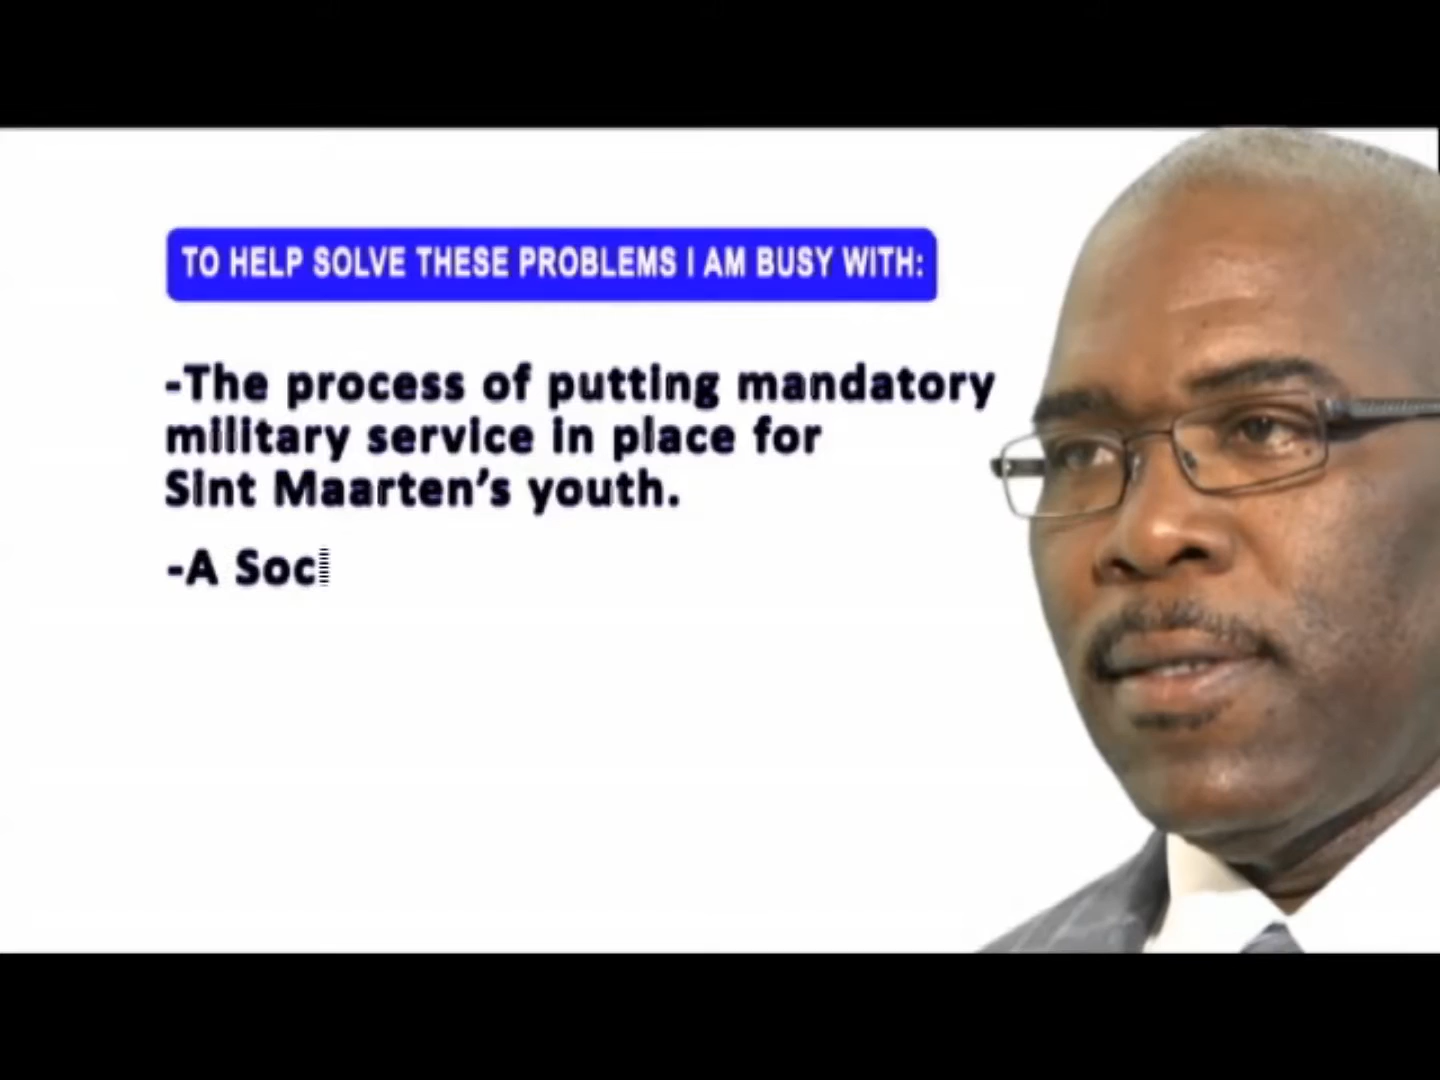 TO HELP SOLVE THESE PROBLEMS I AM BUSY WITH:
-The process of putting mandatory
military service in place for
Sint Maarten's youth.
-A Soc